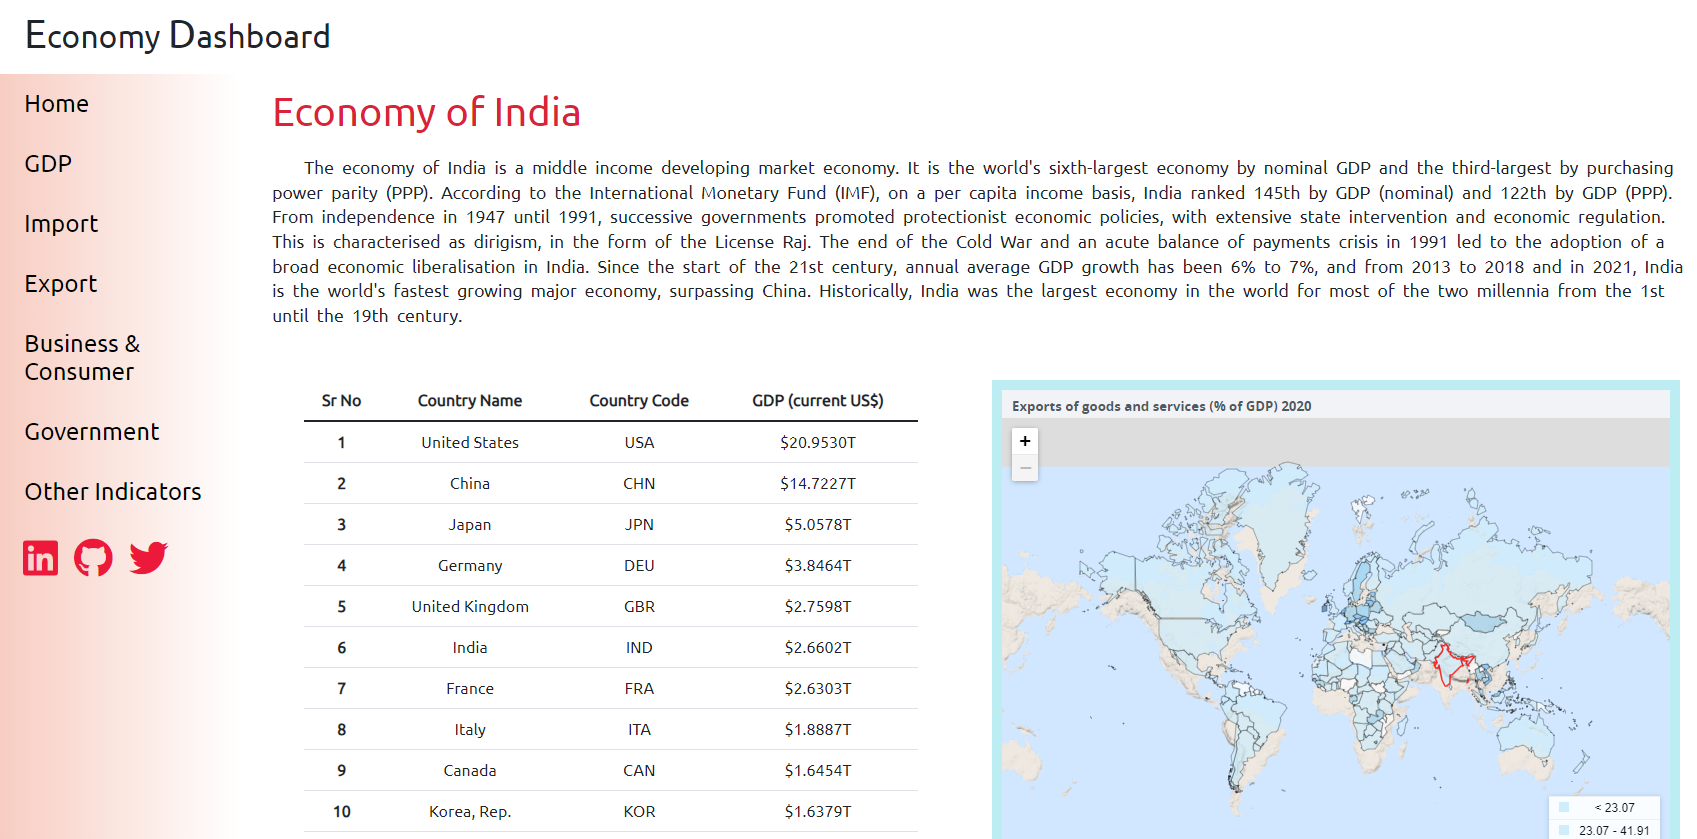 Economy Dashboard
Home
GDP
Import
Export
Business &
Consumer
Government
Other Indicators
in
Economy of India
The economy of India is a middle income developing market economy. It is the world's sixth-largest economy by nominal GDP and the third-largest by purchasing
power parity (PPP). According to the International Monetary Fund (IMF), on a per capita income basis, India ranked 145th by GDP (nominal) and 122th by GDP (PPP).
From independence in 1947 until 1991, successive governments promoted protectionist economic policies, with extensive state intervention and economic regulation.
This is characterised as dirigism, in the form of the License Raj. The end of the Cold War and an acute balance of payments crisis in 1991 led to the adoption of a
broad economic liberalisation in India. Since the start of the 21st century, annual average GDP growth has been 6% to 7%, and from 2013 to 2018 and in 2021, India
is the world's fastest growing major economy, surpassing China. Historically, India was the largest economy in the world for most of the two millennia from the 1st
until the 19th century.
Sr No Country Name Country Code GDP (current US$)
1 United States USA $20.9530T
2 China CHN $14.7227T
3 Japan JPN $5.0578T
4 Germany DEU $3.8464T
5 United Kingdom GBR $2.7598T
6 India IND $2.6602T
7 France FRA $2.6303T
8 Italy ITA $1.8887T
9 Canada CAN $1.6454T
10 Korea, Rep. KOR $1.6379T
Exports of goods and services (% of GDP) 2020
+
−
< 23.07
23.07 - 41.91